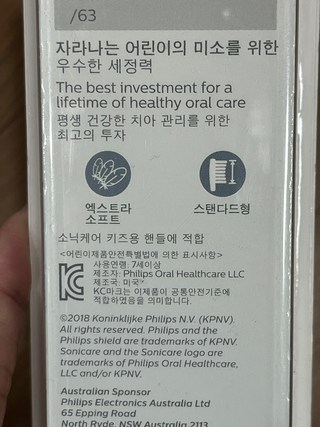 /63
자라나는 어린이의 미소를 위한
우수한 세정력
The best investment for a
lifetime of healthy oral care
평생 건강한 치아 관리를 위한
최고의 투자
엑스트라
소프트
스탠다드형
소닉케어 키즈용 핸들에 적합
<어린이제품안전특별법에 의한 표시사항>
사용연령: 7세이상
제조자: Philips Oral Healthcare LLC
제조국: 미국
KC마크는 이제품이 공통안전기준에
적합하였음을 의미합니다.
©2018 Koninklijke Philips N.V. (KPNV).
All rights reserved. Philips and the
Philips shield are trademarks of KPNV.
Sonicare and the Sonicare logo are
trademarks of Philips Oral Healthcare,
LLC and/or KPNV.
Australian Sponsor
Philips Electronics Australia Ltd
65 Epping Road
North Ryde, NSW Australia 2113